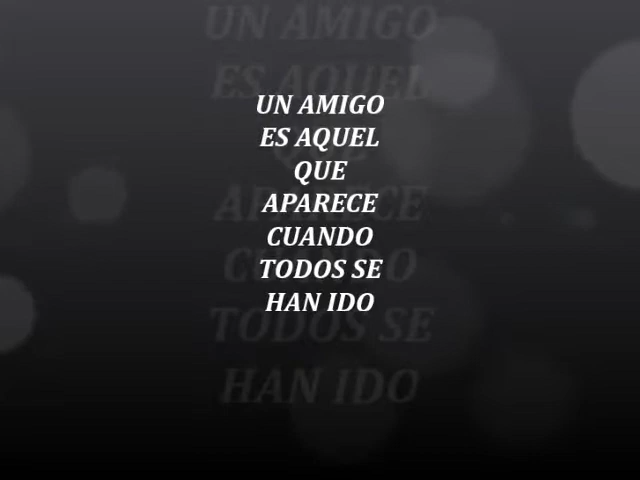 UN AMIGO
ES AQUEL
QUE
APARECE
CUANDO
TODOS SE
HAN IDO